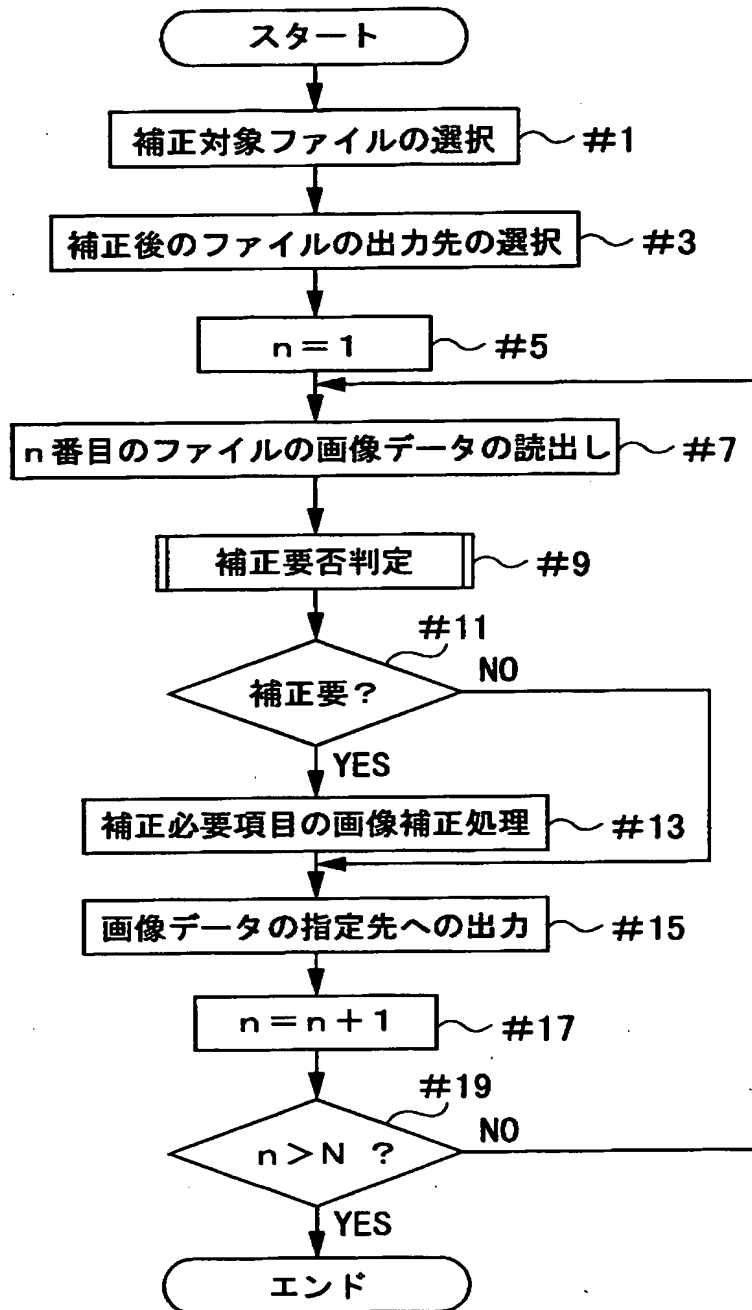 スタート
補正対象ファイルの選択
#1
補正後のファイルの出力先の選択
#3
n=1
#5
n番目のファイルの画像データの読出し
#7
補正要否判定
#9
#11
補正要?
NO
YES
補正必要項目の画像補正処理
#13
画像データの指定先への出力
#15
n=n+1
#17
#19
n>N ?
NO
YES
エンド